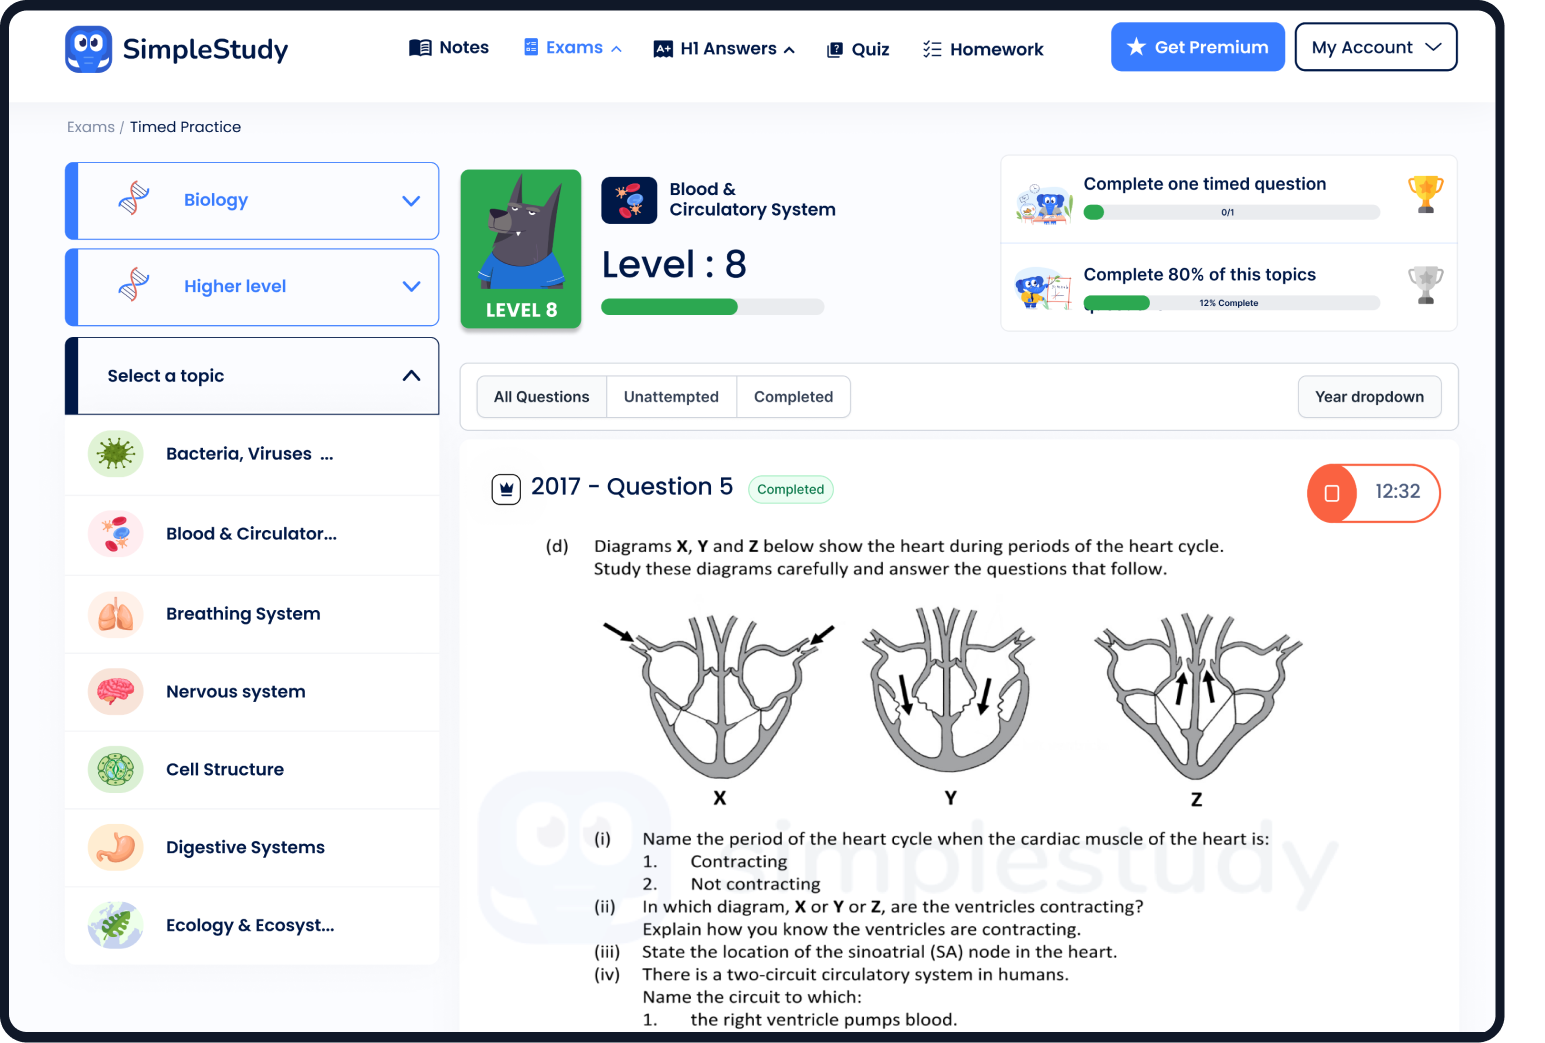 SimpleStudy
Notes
Exams
A+ H1 Answers
Quiz
Homework
Get Premium
My Account
Exams / Timed Practice
Biology
Higher level
Select a topic
Bacteria, Viruses ...
Blood & Circulator...
Breathing System
Nervous system
Cell Structure
Digestive Systems
Ecology & Ecosyst...
LEVEL 8
Blood &
Circulatory System
Level : 8
Complete one timed question
0/1
Complete 80% of this topics
12% Complete
All Questions
Unattempted
Completed
Year dropdown
2017 - Question 5
Completed
12:32
(d) Diagrams X, Y and Z below show the heart during periods of the heart cycle.
Study these diagrams carefully and answer the questions that follow.
X
Y
Z
(i) Name the period of the heart cycle when the cardiac muscle of the heart is:
1. Contracting
2. Not contracting
(ii) In which diagram, X or Y or Z, are the ventricles contracting?
Explain how you know the ventricles are contracting.
(iii) State the location of the sinoatrial (SA) node in the heart.
(iv) There is a two-circuit circulatory system in humans.
Name the circuit to which:
1. the right ventricle pumps blood.
simplestudy